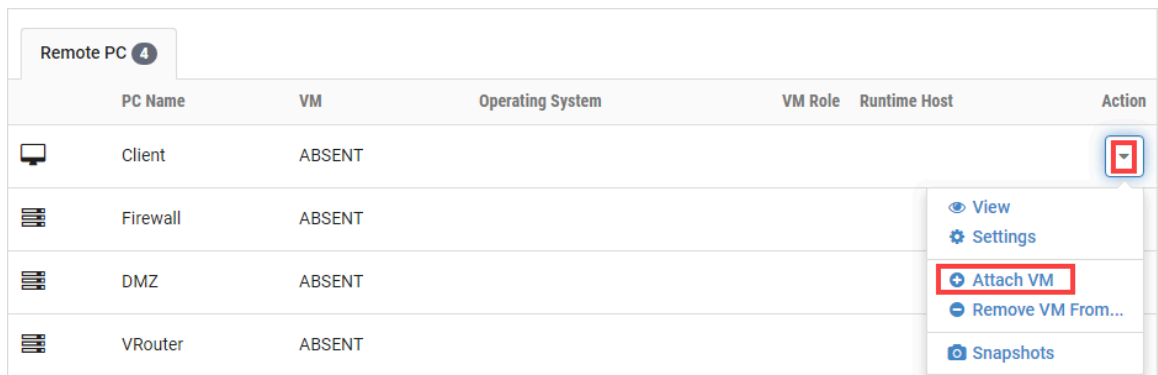 Remote PC 4
PC Name VM Operating System VM Role Runtime Host Action
Client ABSENT
Firewall ABSENT
DMZ ABSENT
VRouter ABSENT
View
Settings
Attach VM
Remove VM From...
Snapshots